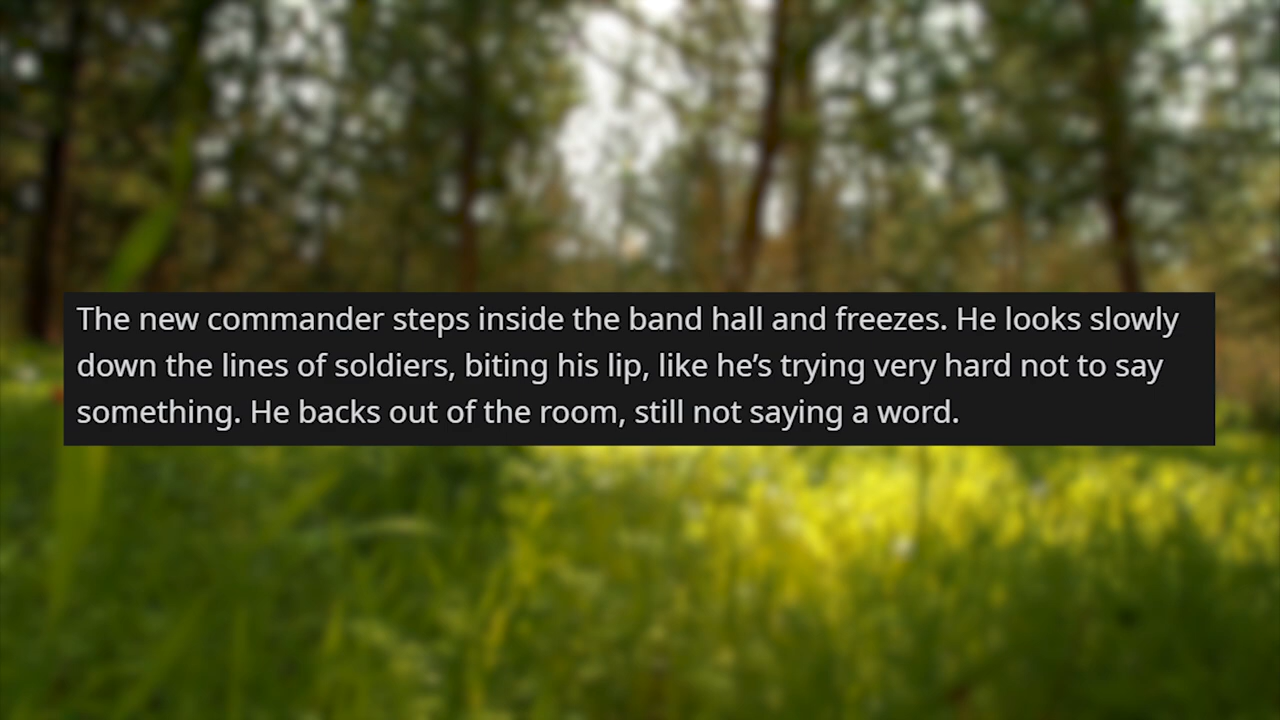 The new commander steps inside the band hall and freezes. He looks slowly
down the lines of soldiers, biting his lip, like he’s trying very hard not to say
something. He backs out of the room, still not saying a word.